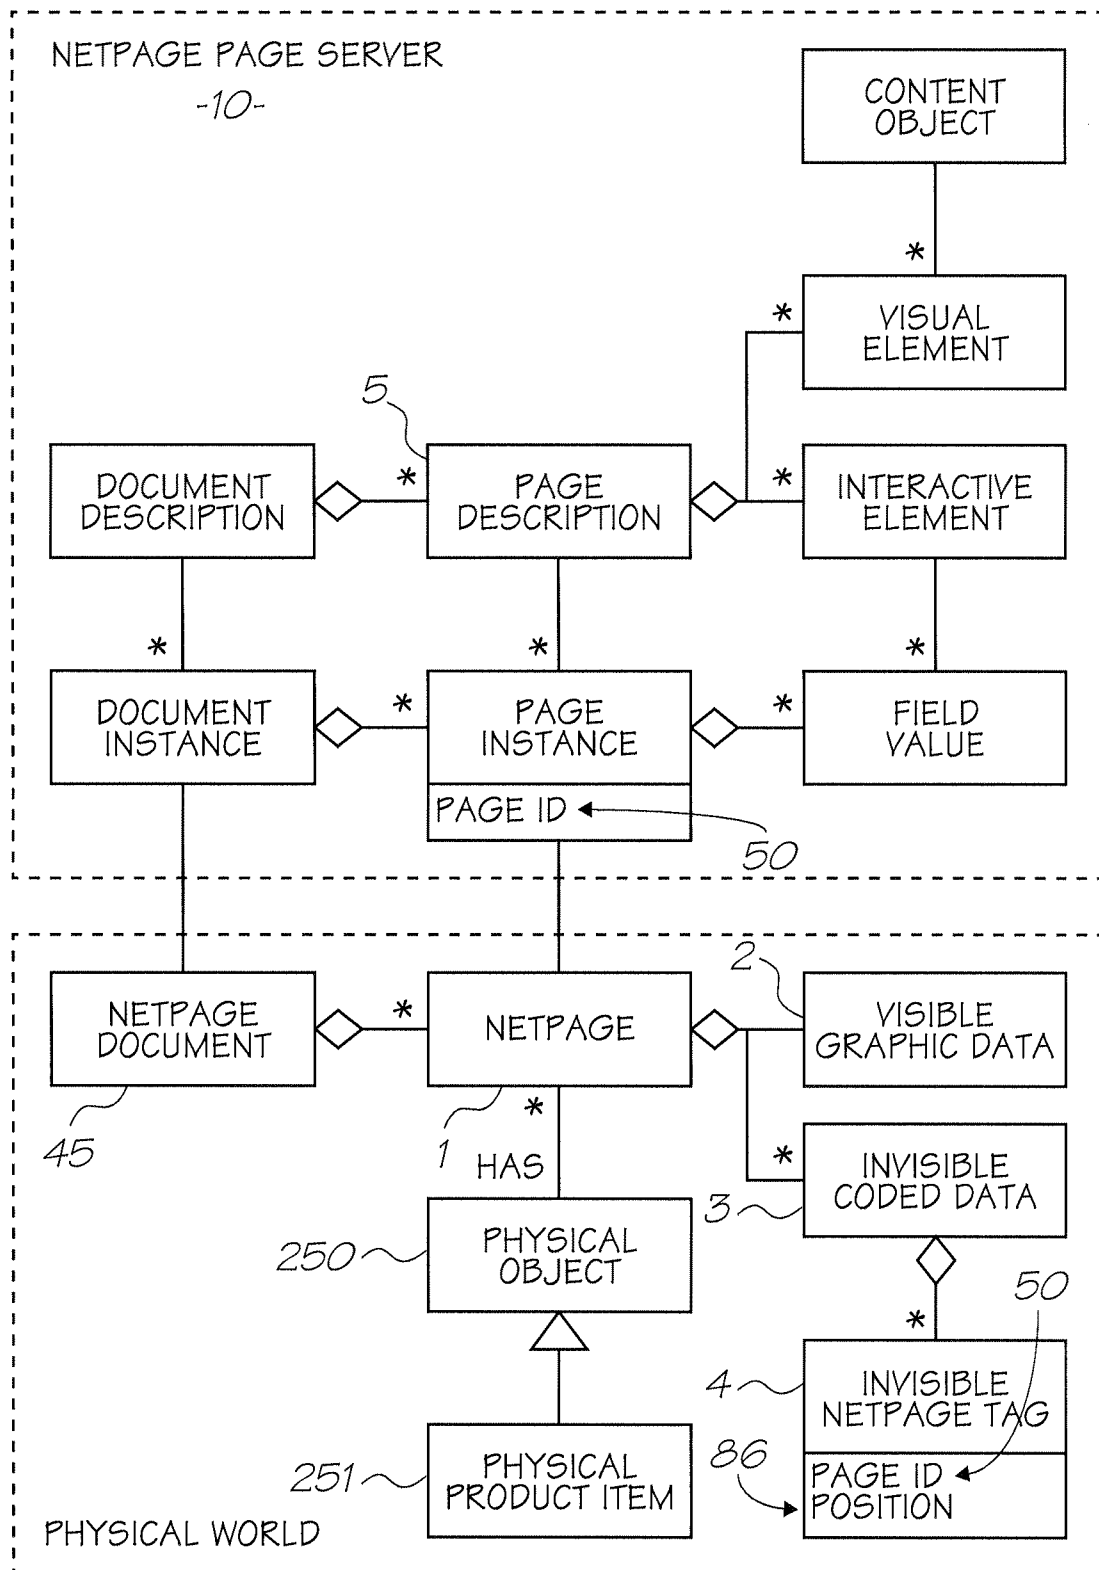 NETPAGE PAGE SERVER
-10-
CONTENT
OBJECT
*
*
VISUAL
ELEMENT
5
DOCUMENT
DESCRIPTION
*
PAGE
DESCRIPTION
*
INTERACTIVE
ELEMENT
*
*
*
DOCUMENT
INSTANCE
*
PAGE
INSTANCE
*
FIELD
VALUE
PAGE ID
50
2
NETPAGE
DOCUMENT
*
NETPAGE
VISIBLE
GRAPHIC DATA
45
1
*
HAS
*
INVISIBLE
CODED DATA
3
250
PHYSICAL
OBJECT
50
*
4
INVISIBLE
NETPAGE TAG
86
PAGE ID
POSITION
251
PHYSICAL
PRODUCT ITEM
PHYSICAL WORLD